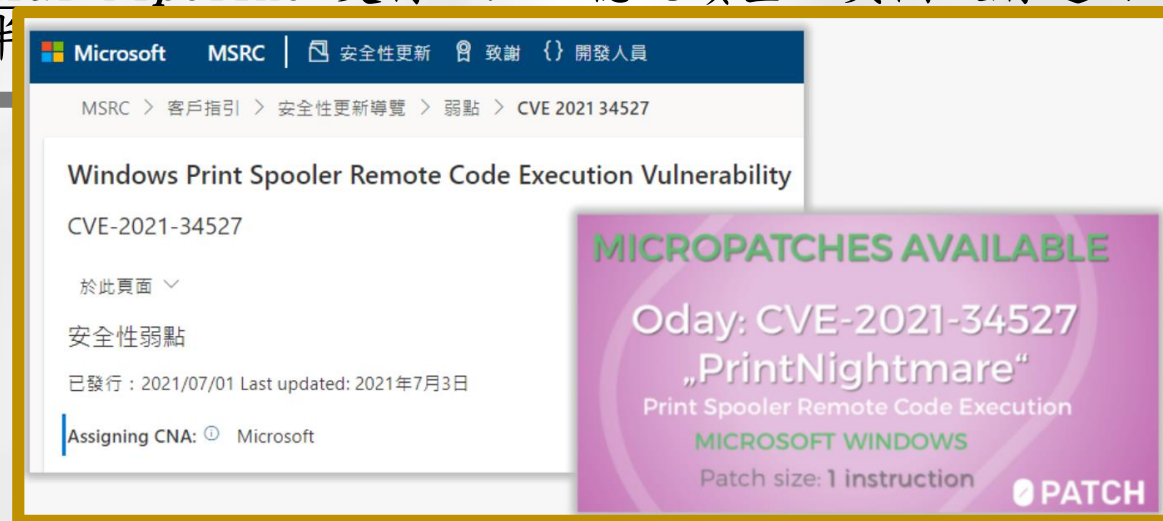 Microsoft MSRC 安全性更新 致謝 {} 開發人員
MSRC > 客戶指引 > 安全性更新導覽 > 弱點 > CVE 2021 34527
Windows Print Spooler Remote Code Execution Vulnerability
CVE-2021-34527
於此頁面
安全性弱點
已發行：2021/07/01 Last updated: 2021年7月3日
Assigning CNA: Microsoft
MICROPATCHES AVAILABLE
0day: CVE-2021-34527
„PrintNightmare“
Print Spooler Remote Code Execution
MICROSOFT WINDOWS
Patch size: 1 instruction
0PATCH